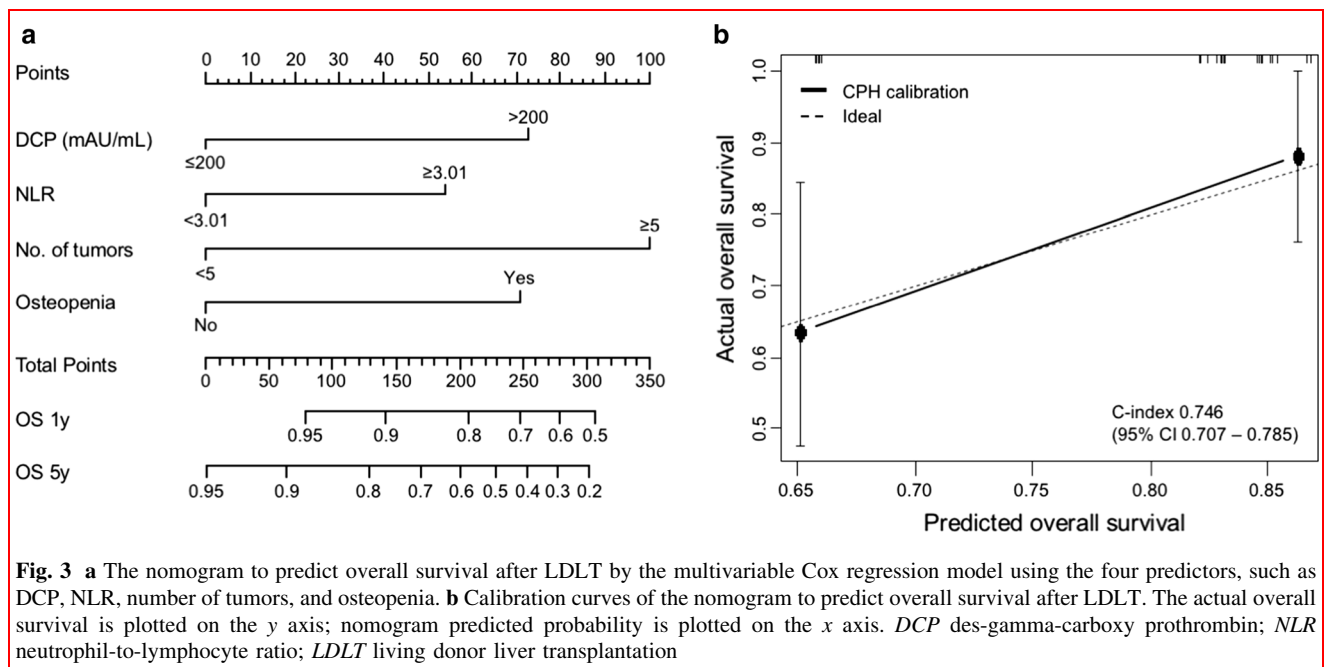 a
Points
0 10 20 30 40 50 60 70 80 90 100
DCP (mAU/mL)
>200
≤200
NLR
≥3.01
<3.01
No. of tumors
≥5
<5
Osteopenia
Yes
No
Total Points
0 50 100 150 200 250 300 350
OS 1y
0.95 0.9 0.8 0.7 0.6 0.5
OS 5y
0.95 0.9 0.8 0.7 0.6 0.5 0.4 0.3 0.2
b
CPH calibration
Ideal
Actual overall survival
1.0
0.9
0.8
0.7
0.6
0.5
C-index 0.746
(95% CI 0.707 – 0.785)
0.65 0.70 0.75 0.80 0.85
Predicted overall survival
Fig. 3 a The nomogram to predict overall survival after LDLT by the multivariable Cox regression model using the four predictors, such as
DCP, NLR, number of tumors, and osteopenia. b Calibration curves of the nomogram to predict overall survival after LDLT. The actual overall
survival is plotted on the y axis; nomogram predicted probability is plotted on the x axis. DCP des-gamma-carboxy prothrombin; NLR
neutrophil-to-lymphocyte ratio; LDLT living donor liver transplantation